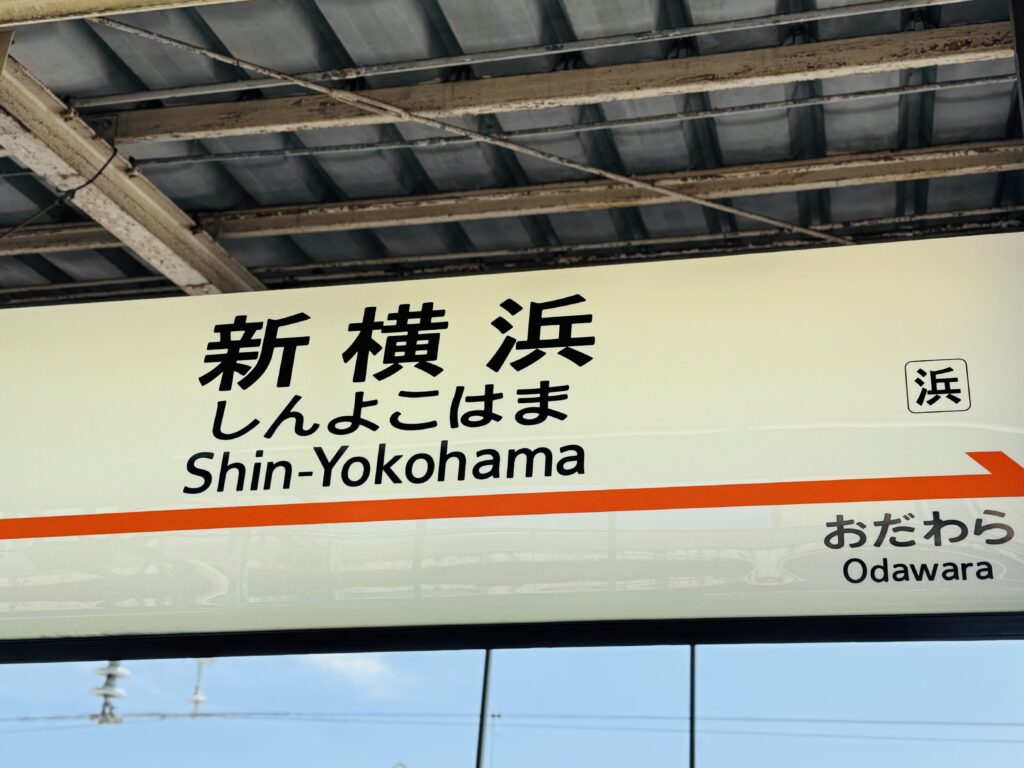 新横浜
しんよこはま
Shin-Yokohama
浜
おだわら
Odawara